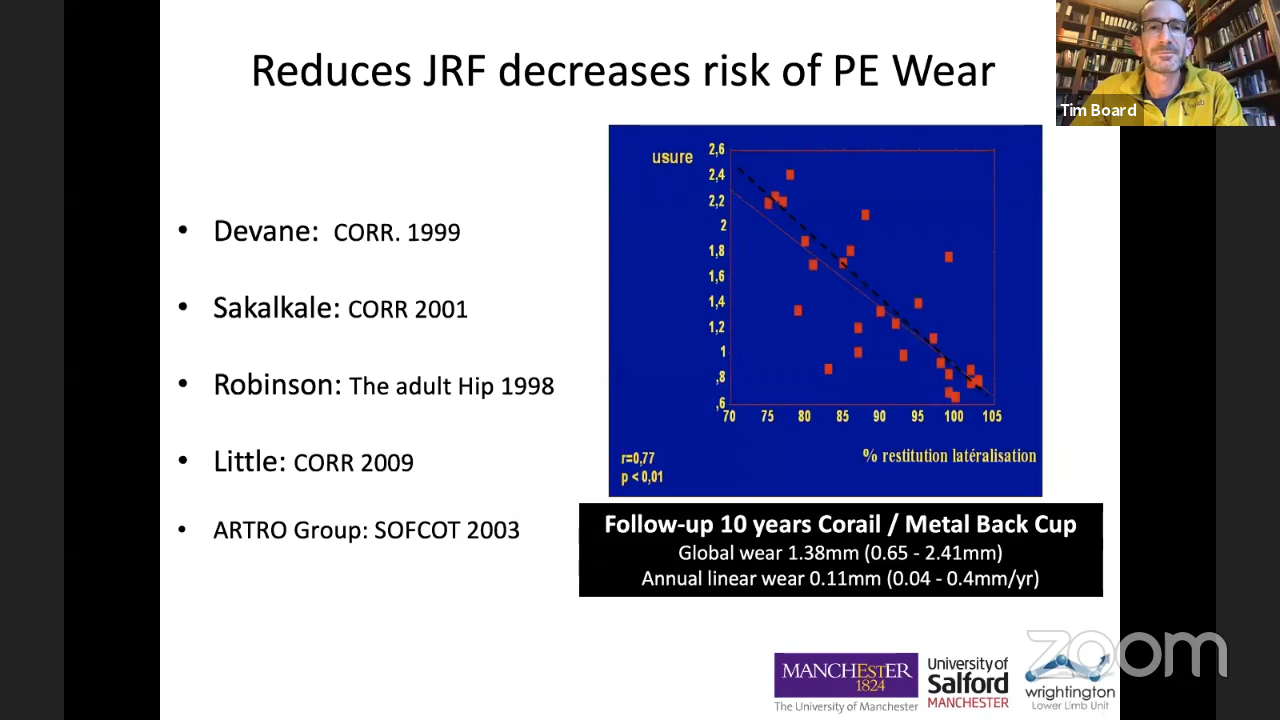 Reduces JRF decreases risk of PE Wear
Tim Board
• Devane: CORR. 1999
• Sakalkale: CORR 2001
• Robinson: The adult Hip 1998
• Little: CORR 2009
• ARTRO Group: SOFCOT 2003
usure
2,6
2,4
2,2
2
1,8
1,6
1,4
1,2
1
,8
,6
70 75 80 85 90 95 100 105
% restitution latéralisation
r=0,77
p < 0,01
Follow-up 10 years Corail / Metal Back Cup
Global wear 1.38mm (0.65 - 2.41mm)
Annual linear wear 0.11mm (0.04 - 0.4mm/yr)
MANCHESTER
1824
The University of Manchester
University of
Salford
MANCHESTER
wrightington
Lower Limb Unit
zoom